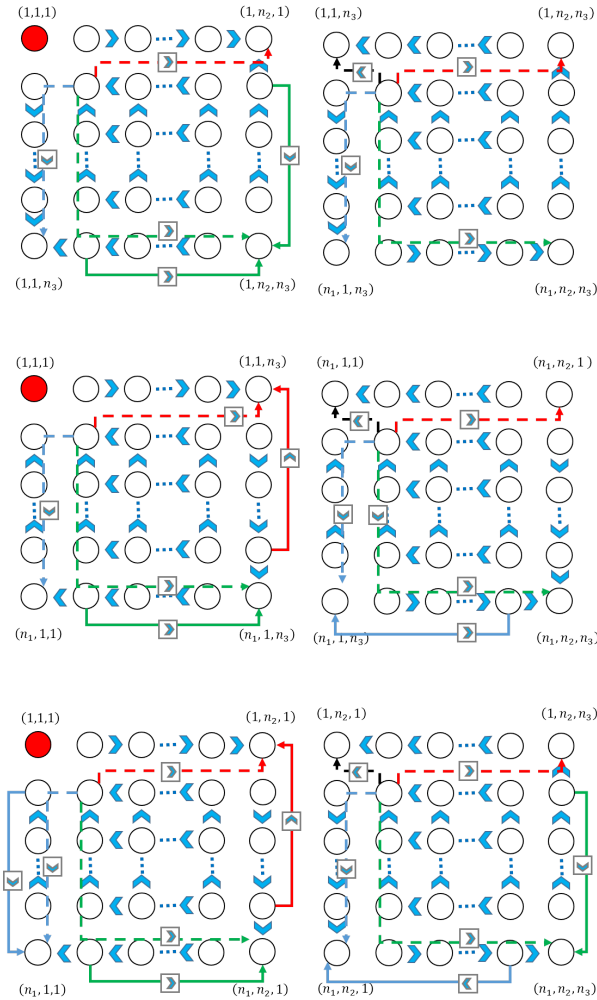 (1,1,1) (1, n₂, 1) (1,1, n₃) (1, n₂, n₃)
(1,1, n₃) (1, n₂, n₃) (n₁, 1, n₃) (n₁, n₂, n₃)
(1,1,1) (1,1, n₃) (n₁, 1,1) (n₁, n₂, 1 )
(n₁, 1,1) (n₁, 1, n₃) (n₁, 1, n₃) (n₁, n₂, n₃)
(1,1,1) (1, n₂, 1) (1, n₂, 1) (1, n₂, n₃)
(n₁, 1,1) (n₁, n₂, 1) (n₁, n₂, 1) (n₁, n₂, n₃)